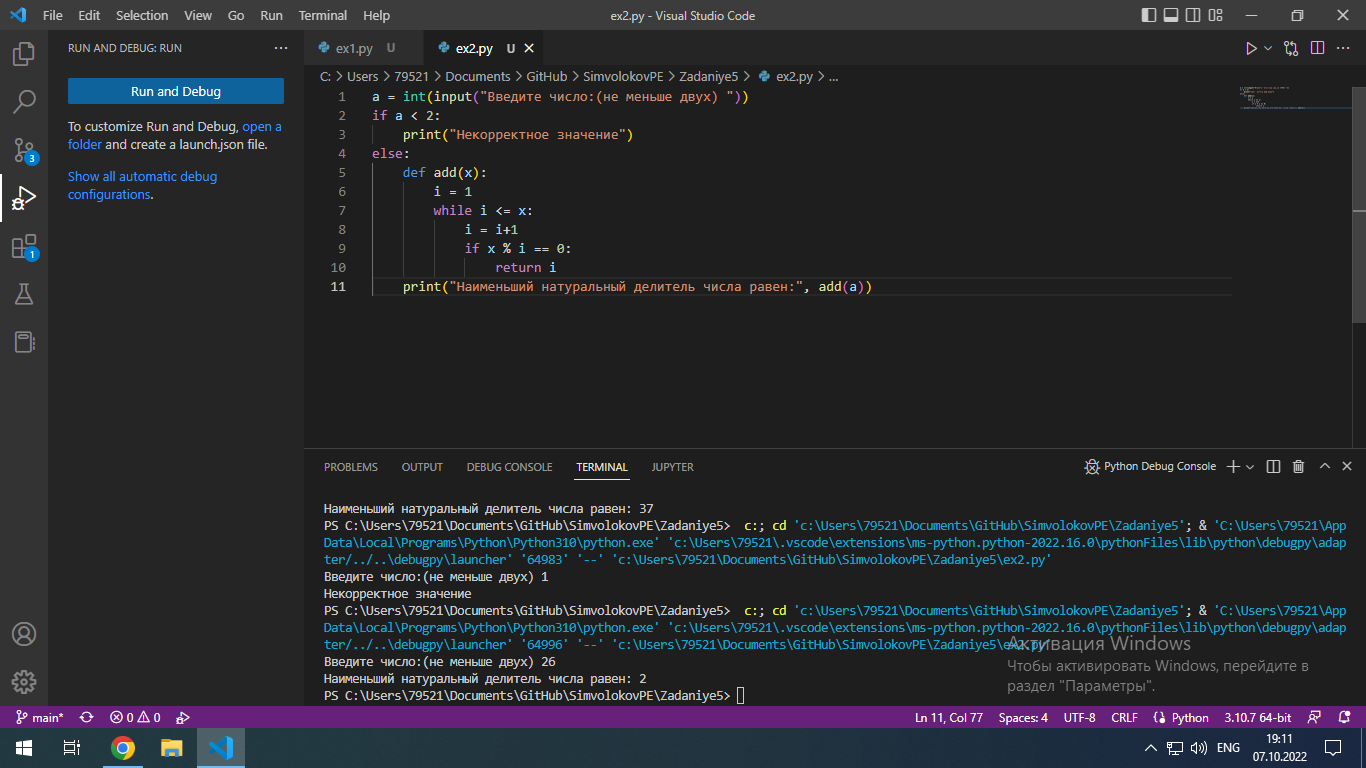 File Edit Selection View Go Run Terminal Help ex2.py - Visual Studio Code
RUN AND DEBUG: RUN ...
ex1.py U ex2.py U
C: > Users > 79521 > Documents > GitHub > SimvolokovPE > Zadaniye5 > ex2.py > ...
Run and Debug
To customize Run and Debug, open a
folder and create a launch.json file.
Show all automatic debug
configurations.
3
1
1 a = int(input("Введите число:(не меньше двух) "))
2 if a < 2:
3 print("Некорректное значение")
4 else:
5 def add(x):
6 i = 1
7 while i <= x:
8 i = i+1
9 if x % i == 0:
10 return i
11 print("Наименьший натуральный делитель числа равен:", add(a))
PROBLEMS OUTPUT DEBUG CONSOLE TERMINAL JUPYTER Python Debug Console
Наименьший натуральный делитель числа равен: 37
PS C:\Users\79521\Documents\GitHub\SimvolokovPE\Zadaniye5> c:; cd 'c:\Users\79521\Documents\GitHub\SimvolokovPE\Zadaniye5'; & 'C:\Users\79521\App
Data\Local\Programs\Python\Python310\python.exe' 'c:\Users\79521\.vscode\extensions\ms-python.python-2022.16.0\pythonFiles\lib\python\debugpy\adap
ter/../..\debugpy\launcher' '64983' '--' 'c:\Users\79521\Documents\GitHub\SimvolokovPE\Zadaniye5\ex2.py'
Введите число:(не меньше двух) 1
Некорректное значение
PS C:\Users\79521\Documents\GitHub\SimvolokovPE\Zadaniye5> c:; cd 'c:\Users\79521\Documents\GitHub\SimvolokovPE\Zadaniye5'; & 'C:\Users\79521\App
Data\Local\Programs\Python\Python310\python.exe' 'c:\Users\79521\.vscode\extensions\ms-python.python-2022.16.0\pythonFiles\lib\python\debugpy\adap
ter/../..\debugpy\launcher' '64996' '--' 'c:\Users\79521\Documents\GitHub\SimvolokovPE\Zadaniye5\ex2.py'
Введите число:(не меньше двух) 26
Наименьший натуральный делитель числа равен: 2
PS C:\Users\79521\Documents\GitHub\SimvolokovPE\Zadaniye5>
Активация Windows
Чтобы активировать Windows, перейдите в
раздел "Параметры".
main* 0 0 Ln 11, Col 77 Spaces: 4 UTF-8 CRLF Python 3.10.7 64-bit
ENG 19:11
07.10.2022